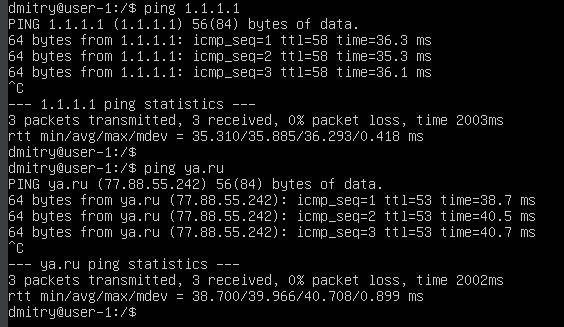 dmitry@user-1:/$ ping 1.1.1.1
PING 1.1.1.1 (1.1.1.1) 56(84) bytes of data.
64 bytes from 1.1.1.1: icmp_seq=1 ttl=58 time=36.3 ms
64 bytes from 1.1.1.1: icmp_seq=2 ttl=58 time=35.3 ms
64 bytes from 1.1.1.1: icmp_seq=3 ttl=58 time=36.1 ms
^C
--- 1.1.1.1 ping statistics ---
3 packets transmitted, 3 received, 0% packet loss, time 2003ms
rtt min/avg/max/mdev = 35.310/35.885/36.293/0.418 ms
dmitry@user-1:/$
dmitry@user-1:/$ ping ya.ru
PING ya.ru (77.88.55.242) 56(84) bytes of data.
64 bytes from ya.ru (77.88.55.242): icmp_seq=1 ttl=53 time=38.7 ms
64 bytes from ya.ru (77.88.55.242): icmp_seq=2 ttl=53 time=40.5 ms
64 bytes from ya.ru (77.88.55.242): icmp_seq=3 ttl=53 time=40.7 ms
^C
--- ya.ru ping statistics ---
3 packets transmitted, 3 received, 0% packet loss, time 2002ms
rtt min/avg/max/mdev = 38.700/39.966/40.708/0.899 ms
dmitry@user-1:/$